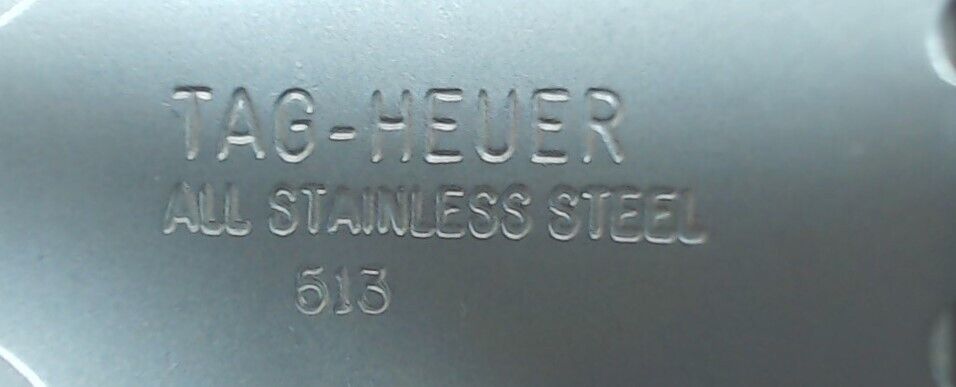 TAG-HEUER
ALL STAINLESS STEEL
513